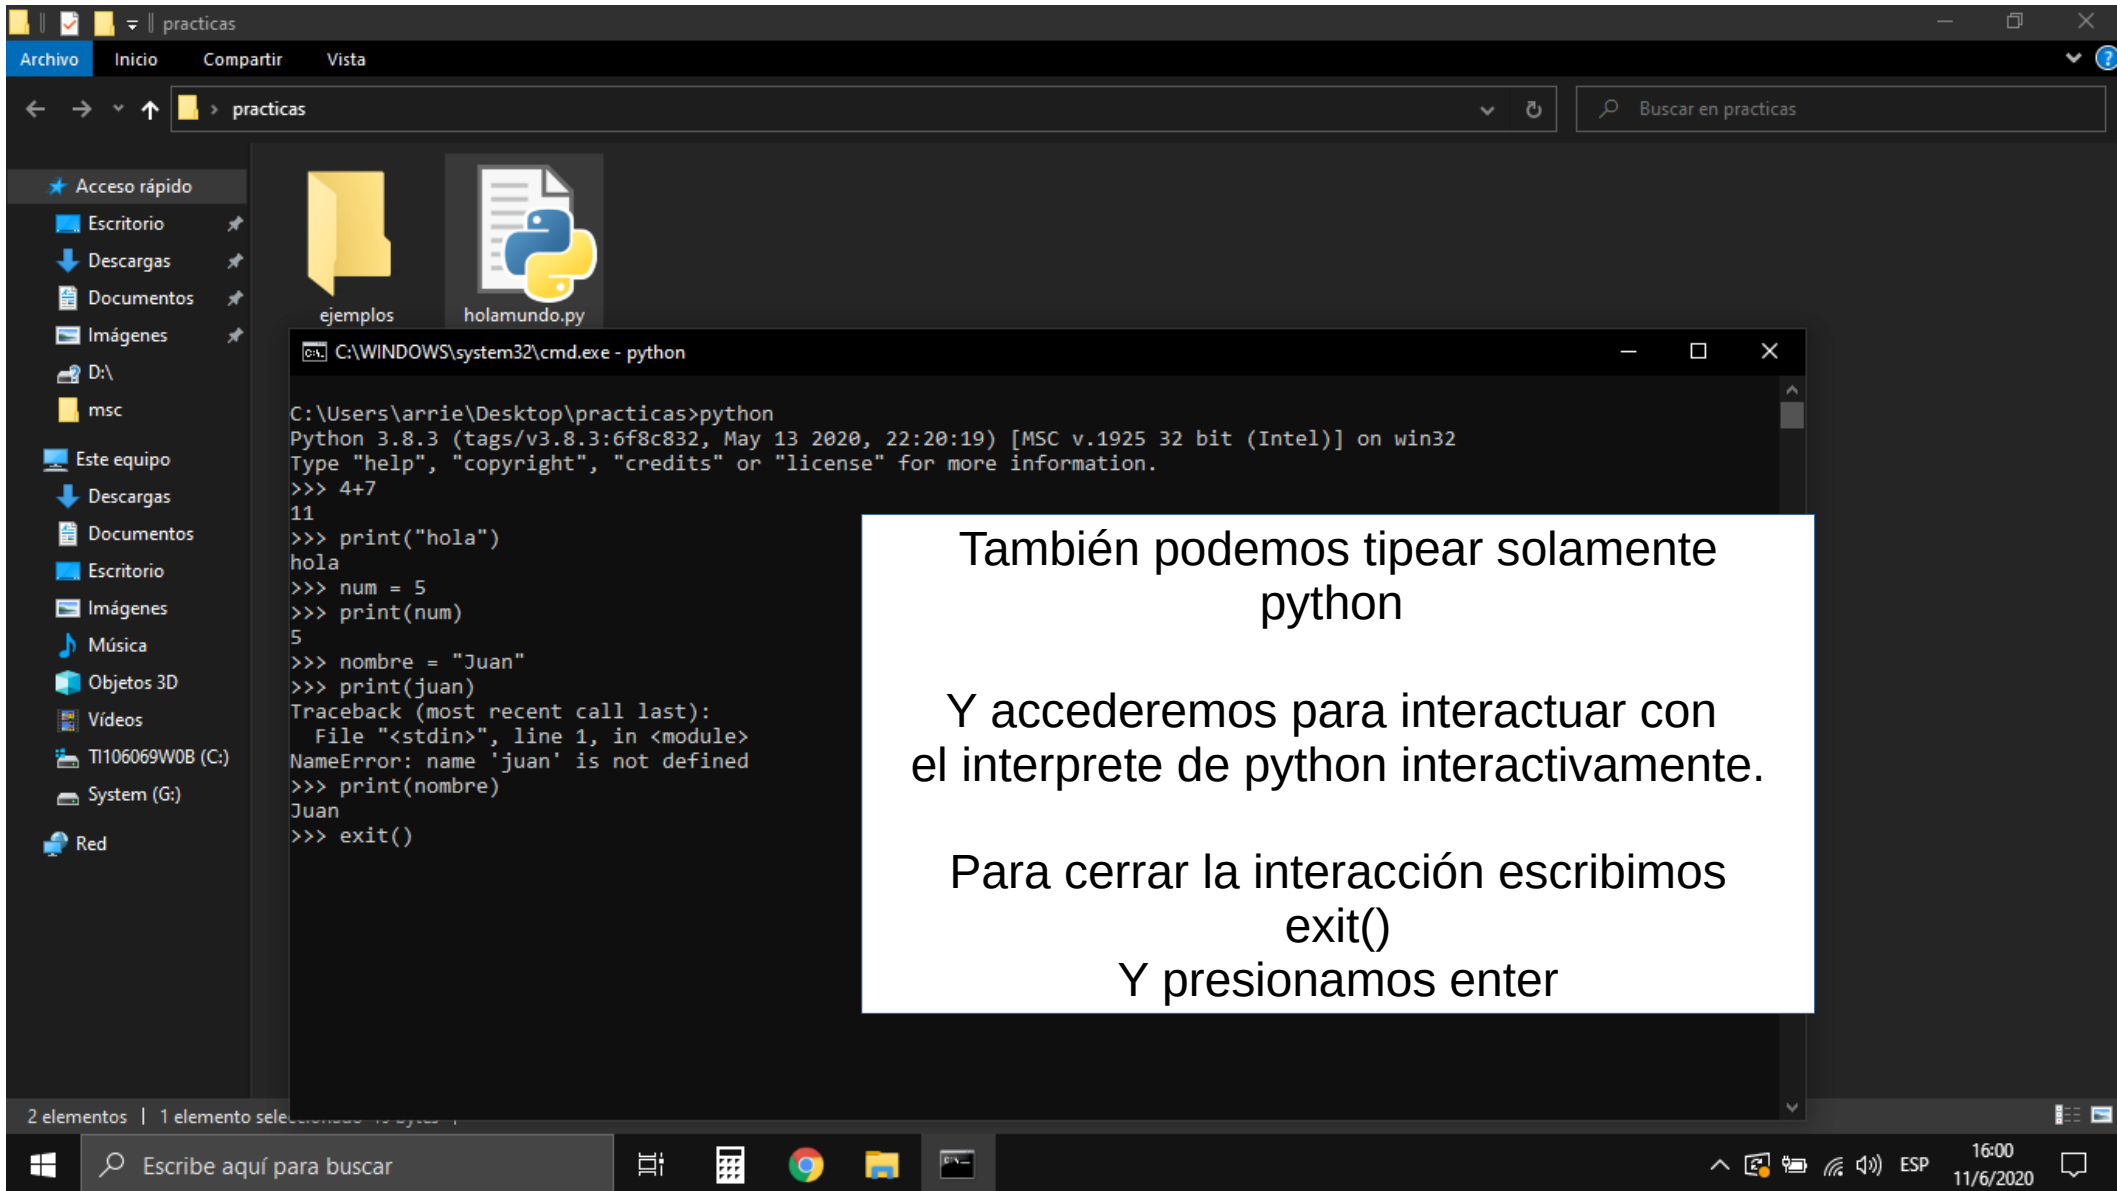 practicas
Archivo Inicio Compartir Vista
practicas
Buscar en practicas
Acceso rápido
Escritorio
Descargas
Documentos
Imágenes
D:\
msc
Este equipo
Descargas
Documentos
Escritorio
Imágenes
Música
Objetos 3D
Vídeos
TI106069W0B (C:)
System (G:)
Red
ejemplos
holamundo.py
C:\WINDOWS\system32\cmd.exe - python
C:\Users\arrie\Desktop\practicas>python
Python 3.8.3 (tags/v3.8.3:6f8c832, May 13 2020, 22:20:19) [MSC v.1925 32 bit (Intel)] on win32
Type "help", "copyright", "credits" or "license" for more information.
>>> 4+7
11
>>> print("hola")
hola
>>> num = 5
>>> print(num)
5
>>> nombre = "Juan"
>>> print(juan)
Traceback (most recent call last):
  File "<stdin>", line 1, in <module>
NameError: name 'juan' is not defined
>>> print(nombre)
Juan
>>> exit()
También podemos tipear solamente
python
Y accederemos para interactuar con
el interprete de python interactivamente.
Para cerrar la interacción escribimos
exit()
Y presionamos enter
2 elementos | 1 elemento
Escribe aquí para buscar
ESP
16:00
11/6/2020